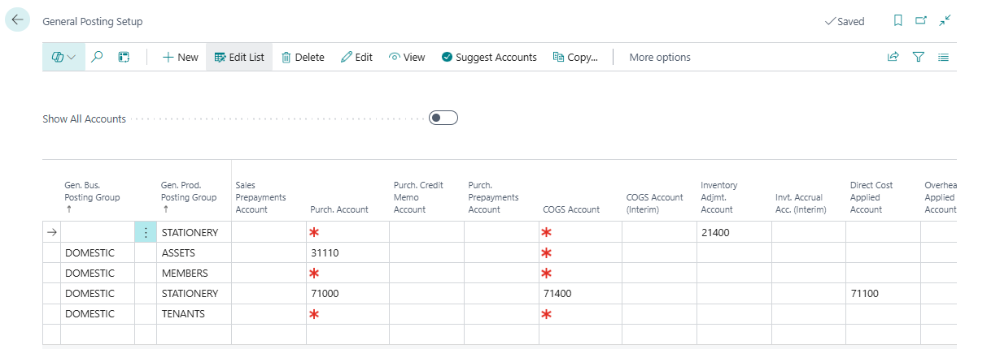 General Posting Setup
Saved
New Edit List Delete Edit View Suggest Accounts Copy... More options
Show All Accounts
Gen. Bus. Posting Group ↑
Gen. Prod. Posting Group ↑
Sales Prepayments Account
Purch. Account
Purch. Credit Memo Account
Purch. Prepayments Account
COGS Account
COGS Account (Interim)
Inventory Adjmt. Account
Invt. Accrual Acc. (Interim)
Direct Cost Applied Account
Overhea Applied Account
STATIONERY * * 21400
DOMESTIC ASSETS 31110 *
DOMESTIC MEMBERS * *
DOMESTIC STATIONERY 71000 71400 71100
DOMESTIC TENANTS * *